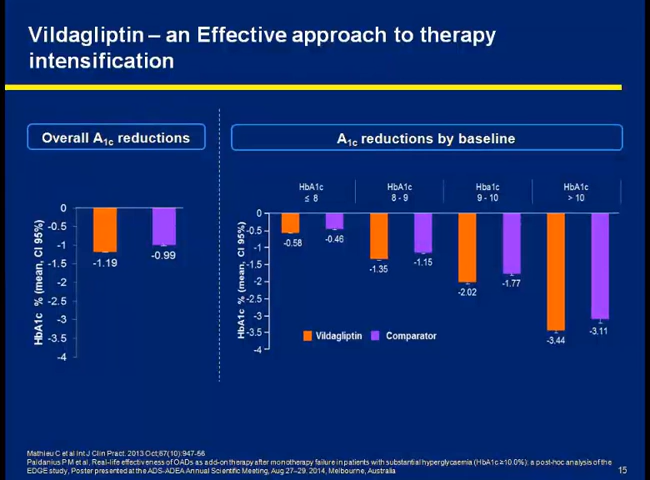 Vildagliptin – an Effective approach to therapy
intensification
Overall A1c reductions
A1c reductions by baseline
HbA1c % (mean, CI 95%)
0
-0.5
-1
-1.5
-2
-2.5
-3
-3.5
-4
-1.19
-0.99
HbA1c % (mean, CI 95%)
HbA1c
≤ 8
HbA1c
8 - 9
Hba1c
9 - 10
HbA1c
> 10
0
-0.5
-1
-1.5
-2
-2.5
-3
-3.5
-4
-0.58
-0.46
-1.35
-1.15
-2.02
-1.77
-3.44
-3.11
Vildagliptin
Comparator
Mathieu C et al Int J Clin Pract. 2013 Oct;67(10):947-56
Paldanius PM et al, Real-life effectiveness of OADs as add-on therapy after monotherapy failure in patients with substantial hyperglycaemia (HbA1c ≥10.0%): a post-hoc analysis of the
EDGE study, Poster presented at the ADS-ADEA Annual Scientific Meeting, Aug 27–29. 2014, Melbourne, Australia
15